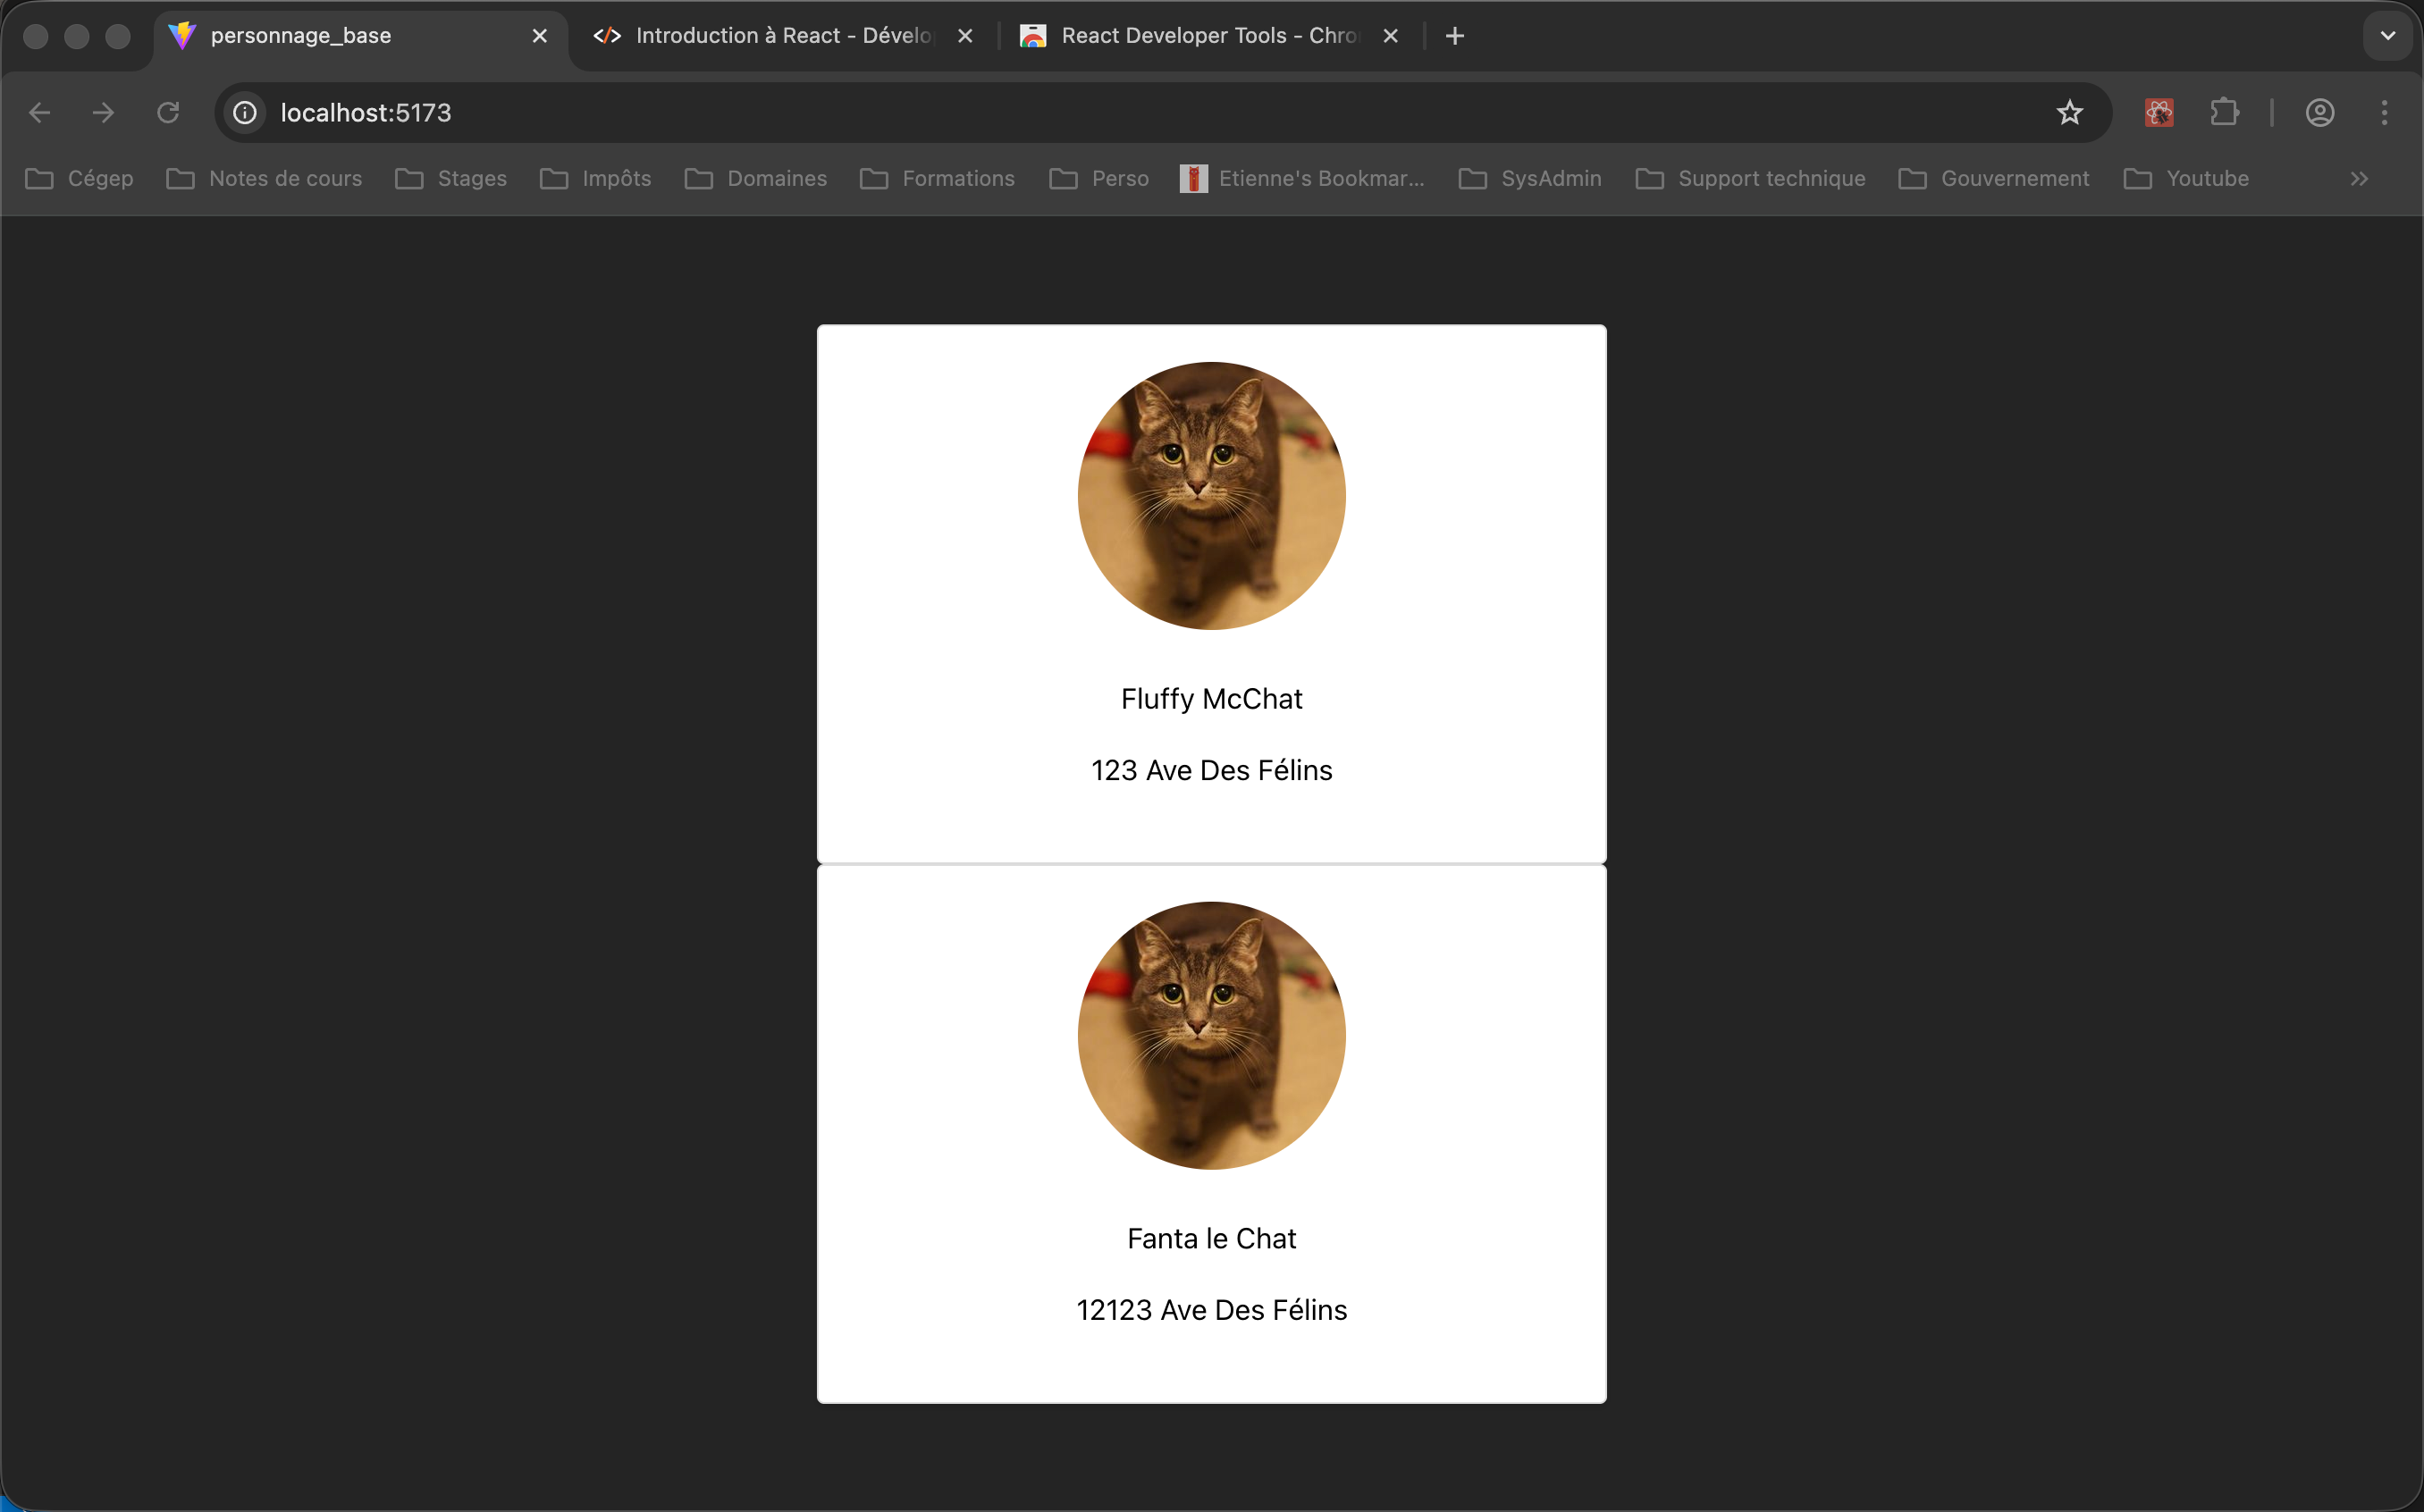 personnage_base
Introduction à React - Dévelo
React Developer Tools - Chro
localhost:5173
Cégep
Notes de cours
Stages
Impôts
Domaines
Formations
Perso
Etienne's Bookmar...
SysAdmin
Support technique
Gouvernement
Youtube
Fluffy McChat
123 Ave Des Félins
Fanta le Chat
12123 Ave Des Félins